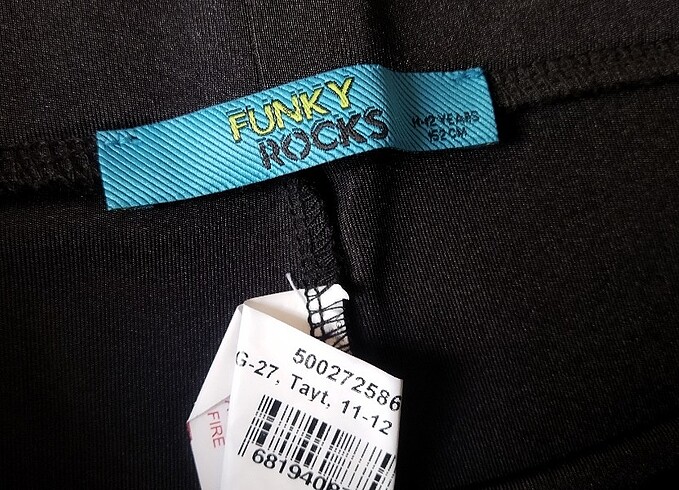 FUNKY
ROCKS
11-12 YEARS
152 CM
500272586
G-27, Tayt, 11-12
FIRE